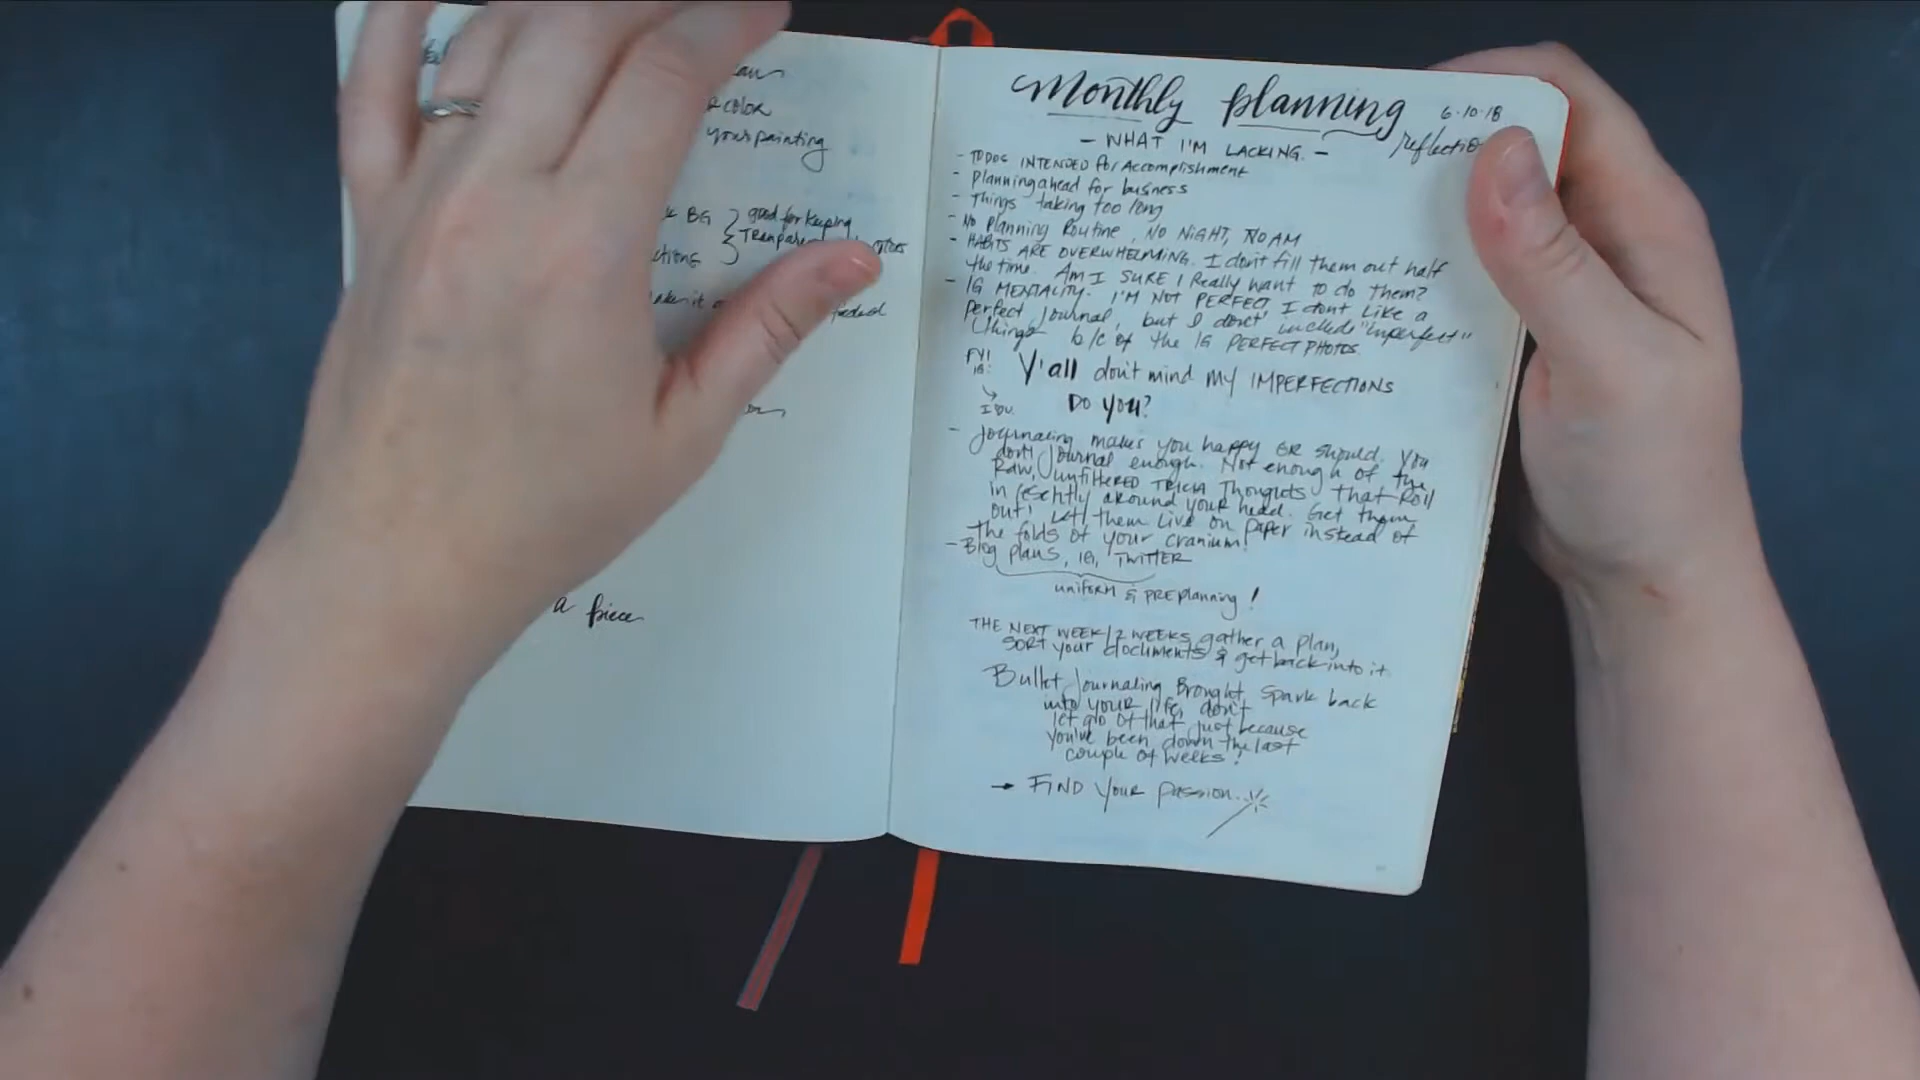 R COLOR
your painting
BG } good for keeping
a piece
Monthly planning 6·10·18
- WHAT I'M LACKING. -
- TODOS INTENDED for Accomplishment
- Planning ahead for business
- Things taking too long
- No Planning Routine, NO NIGHT, NO AM
- HABITS ARE OVERWHELMING. I don't fill them out half
the time. AM I SURE I Really want to do Them?
- IG MENTALITY. I'M NOT PERFECT, I don't Like a
perfect journal, but I don't include "imperfect"
things b/c of the IG PERFECT PHOTOS.
FYI
IG:
Y'all don't mind my IMPERFECTIONS
Do you?
I DO.
- Journaling makes you happy OR should. You
don't journal enough. Not enough of the
Raw, unfiltered TRICIA Thoughts that Roll
around your head. Get them
out! Let them Live on paper instead of
The folds of your cranium!
- Blog plans, IG, TWITTER
uniform & PREplanning!
THE NEXT WEEK/2 WEEKS gather a plan,
SORT your documents & get back into it.
Bullet Journaling Brought Spark back
into your life, don't
let go of that just because
you've been down the last
couple of weeks!
→ FIND your passion..